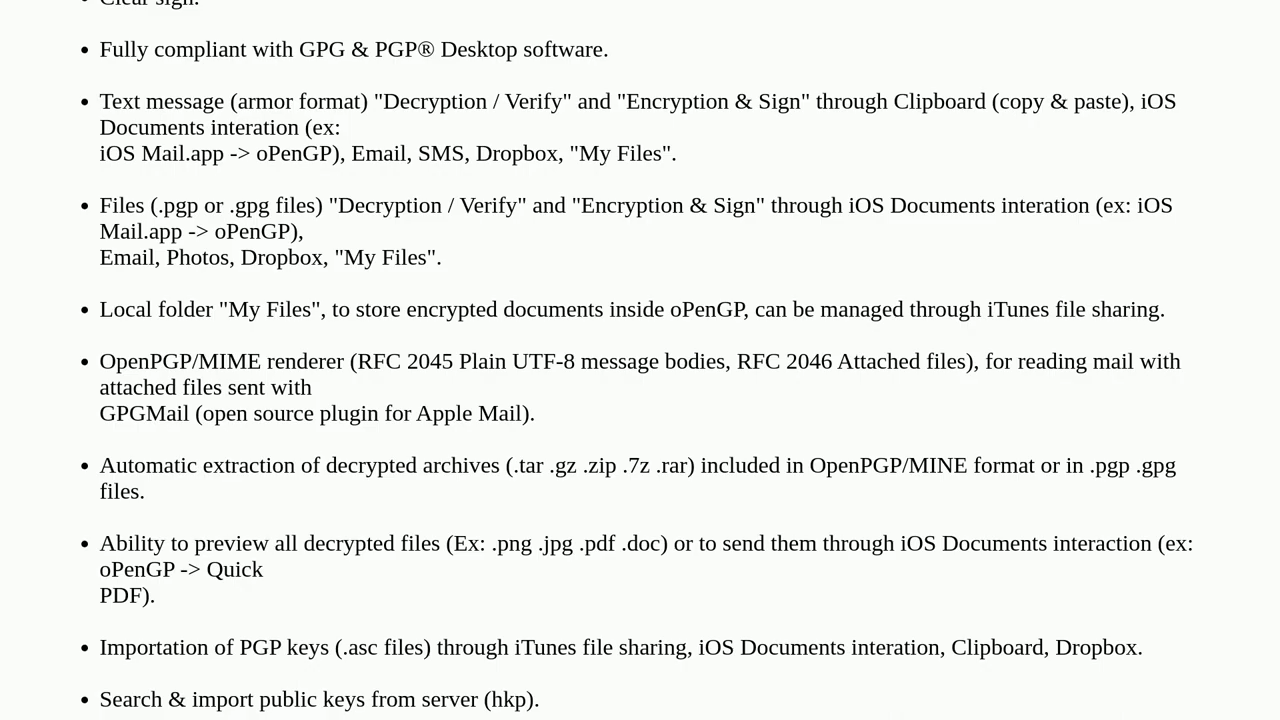 Clear sign.
• Fully compliant with GPG & PGP® Desktop software.
• Text message (armor format) "Decryption / Verify" and "Encryption & Sign" through Clipboard (copy & paste), iOS
Documents interation (ex:
iOS Mail.app -> oPenGP), Email, SMS, Dropbox, "My Files".
• Files (.pgp or .gpg files) "Decryption / Verify" and "Encryption & Sign" through iOS Documents interation (ex: iOS
Mail.app -> oPenGP),
Email, Photos, Dropbox, "My Files".
• Local folder "My Files", to store encrypted documents inside oPenGP, can be managed through iTunes file sharing.
• OpenPGP/MIME renderer (RFC 2045 Plain UTF-8 message bodies, RFC 2046 Attached files), for reading mail with
attached files sent with
GPGMail (open source plugin for Apple Mail).
• Automatic extraction of decrypted archives (.tar .gz .zip .7z .rar) included in OpenPGP/MINE format or in .pgp .gpg
files.
• Ability to preview all decrypted files (Ex: .png .jpg .pdf .doc) or to send them through iOS Documents interaction (ex:
oPenGP -> Quick
PDF).
• Importation of PGP keys (.asc files) through iTunes file sharing, iOS Documents interation, Clipboard, Dropbox.
• Search & import public keys from server (hkp).